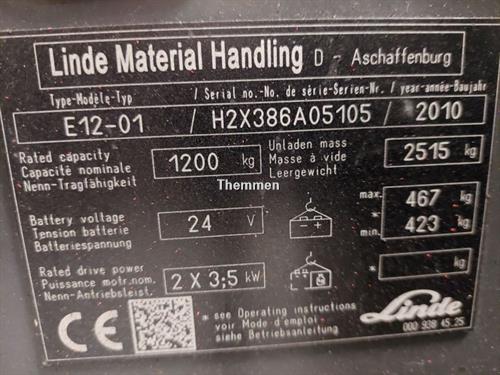 Linde Material Handling D - Aschaffenburg
Type-Modèle-Typ / Serial no.-No. de série-Serien-Nr. / year-année-Baujahr
E12-01 / H2X386A05105 / 2010
Rated capacity
Capacité nominale
Nenn-Tragfähigkeit
1200 kg
Unladen mass
Masse à vide
Leergewicht
2515 kg
Themmen
Battery voltage
Tension batterie
Batteriespannung
24 V
- +
max. 467 kg
*
min. 423 kg
Rated drive power
Puissance motr.nom.
Nenn-Antriebsleist.
2 X 3,5 kW
* kg
CE
* see Operating instructions
voir Mode d'emploi
siehe Betriebsanleitung
Linde
000 938 45 25